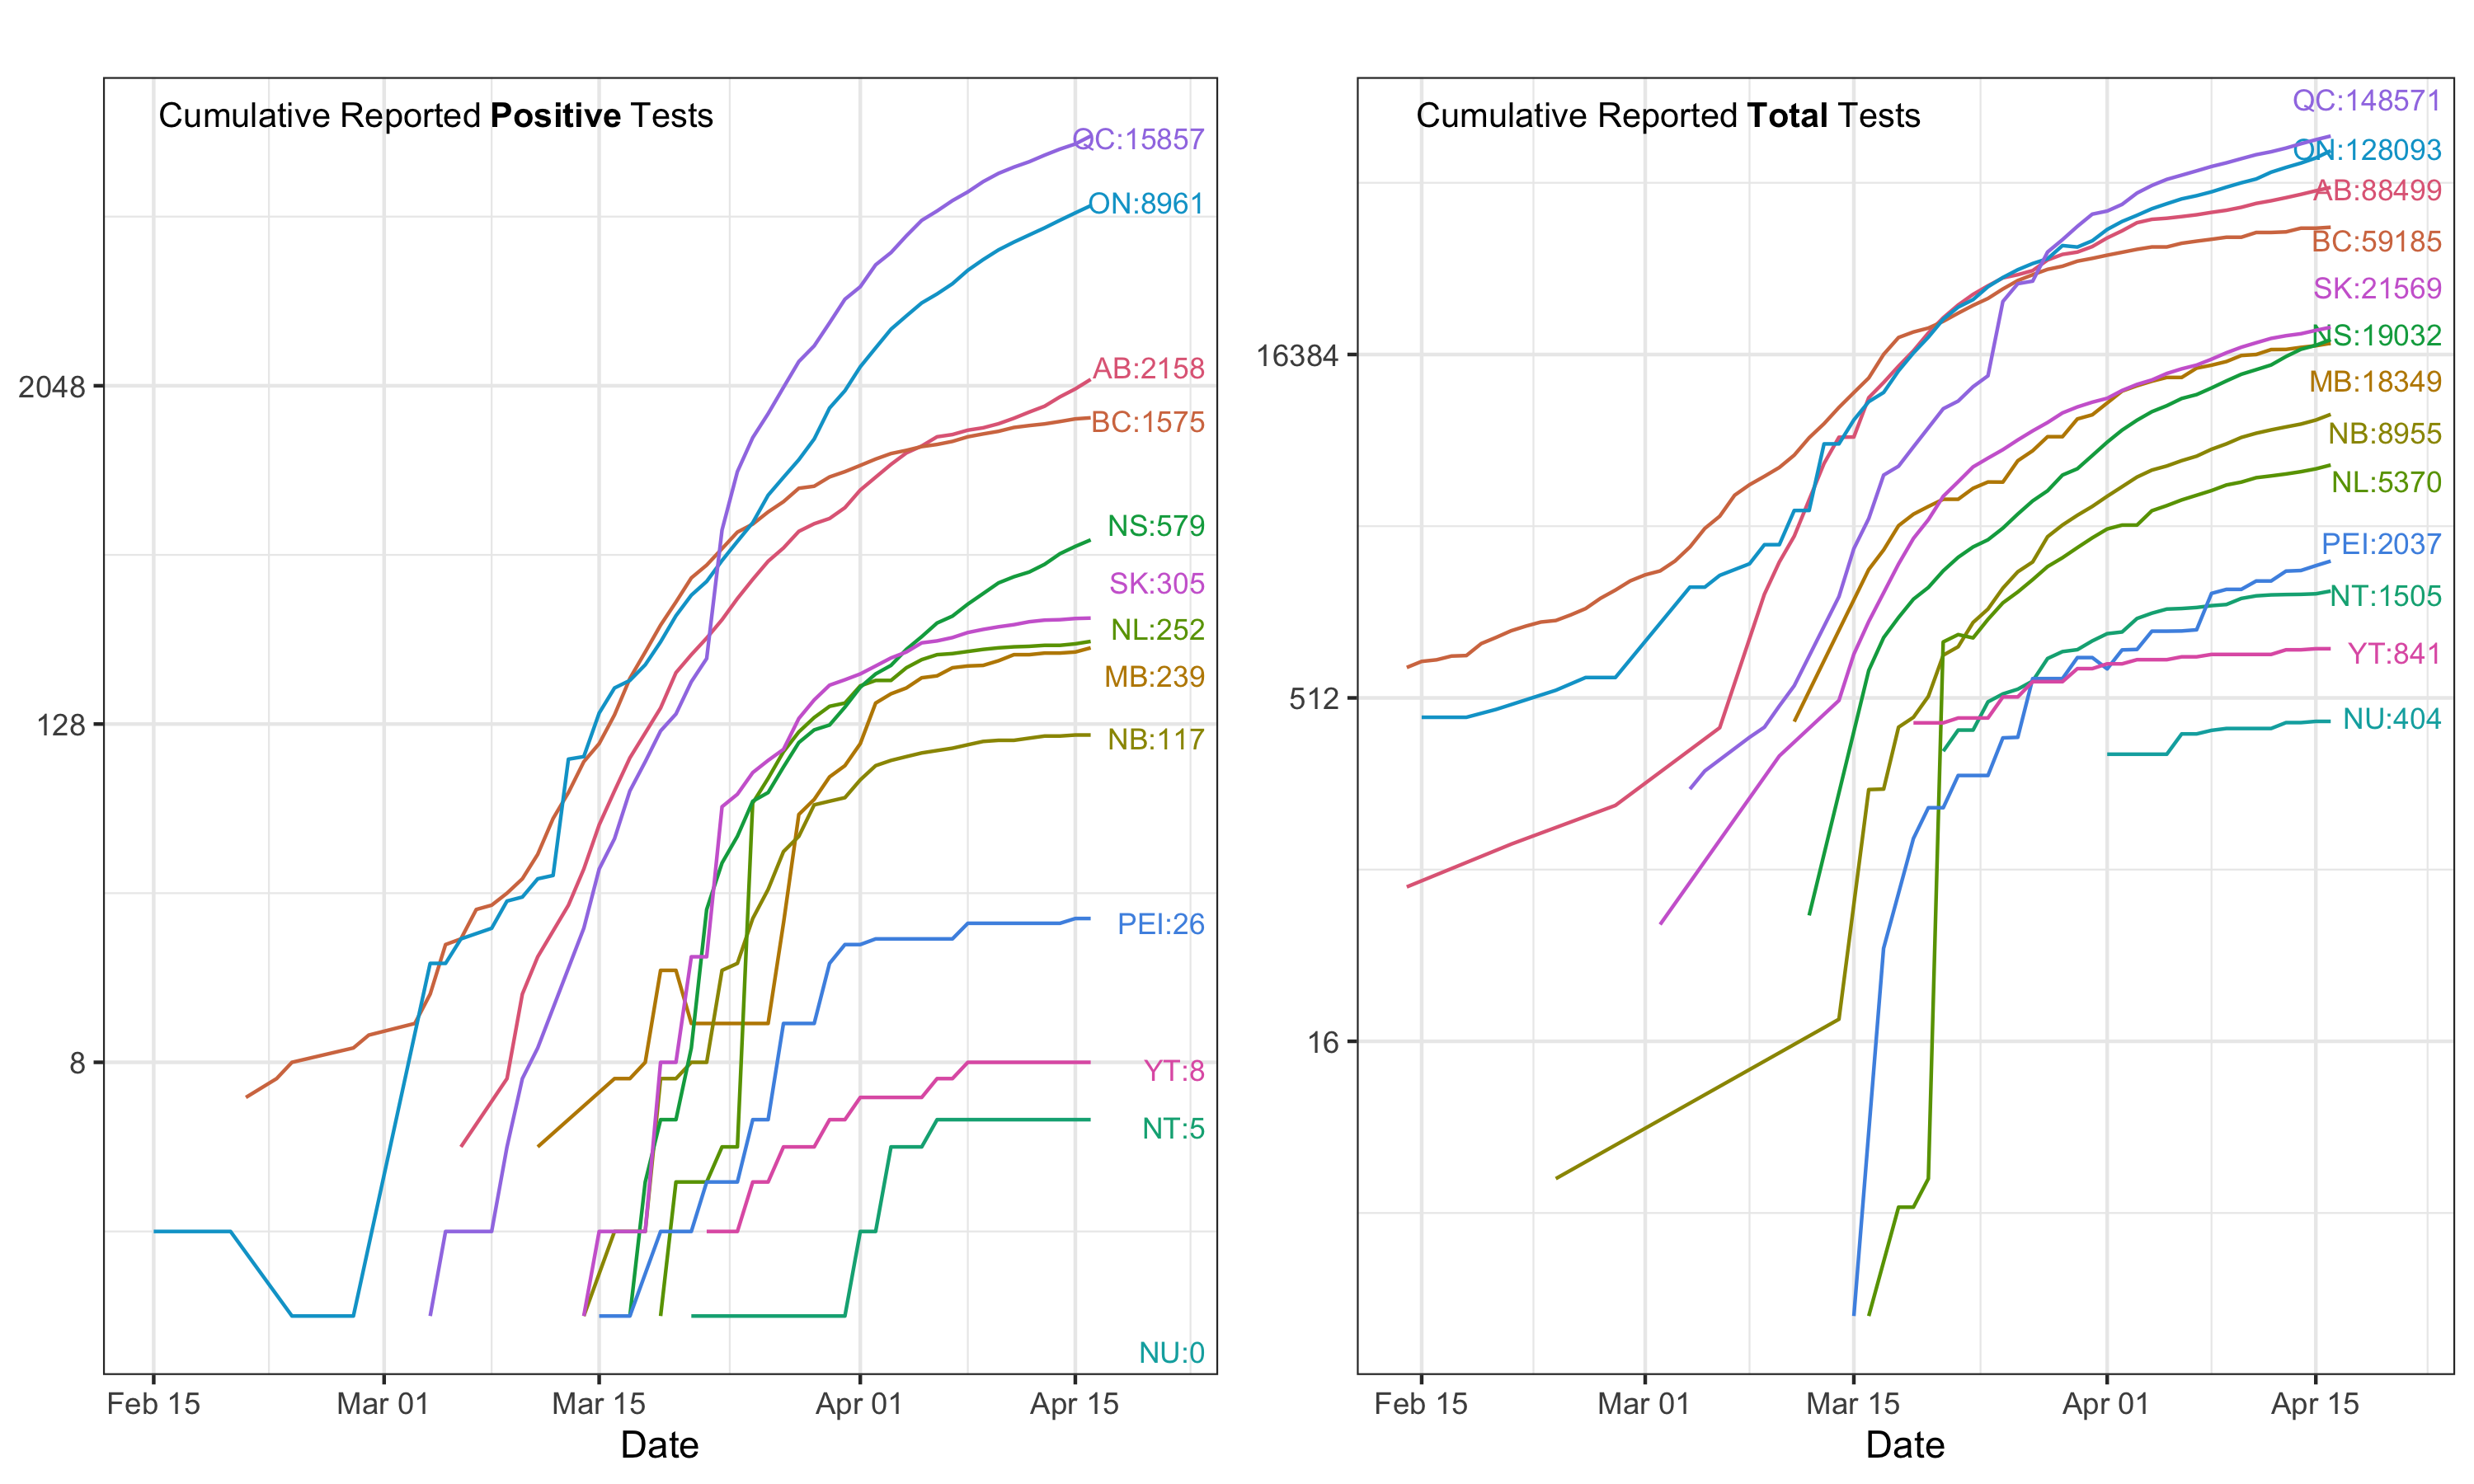 Cumulative Reported Positive Tests
QC:15857
ON:8961
2048
AB:2158
BC:1575
NS:579
SK:305
NL:252
MB:239
128
NB:117
PEI:26
8
YT:8
NT:5
NU:0
Feb 15
Mar 01
Mar 15
Apr 01
Apr 15
Date
Cumulative Reported Total Tests
QC:148571
ON:128093
AB:88499
BC:59185
SK:21569
NS:19032
16384
MB:18349
NB:8955
NL:5370
PEI:2037
NT:1505
YT:841
512
NU:404
16
Feb 15
Mar 01
Mar 15
Apr 01
Apr 15
Date